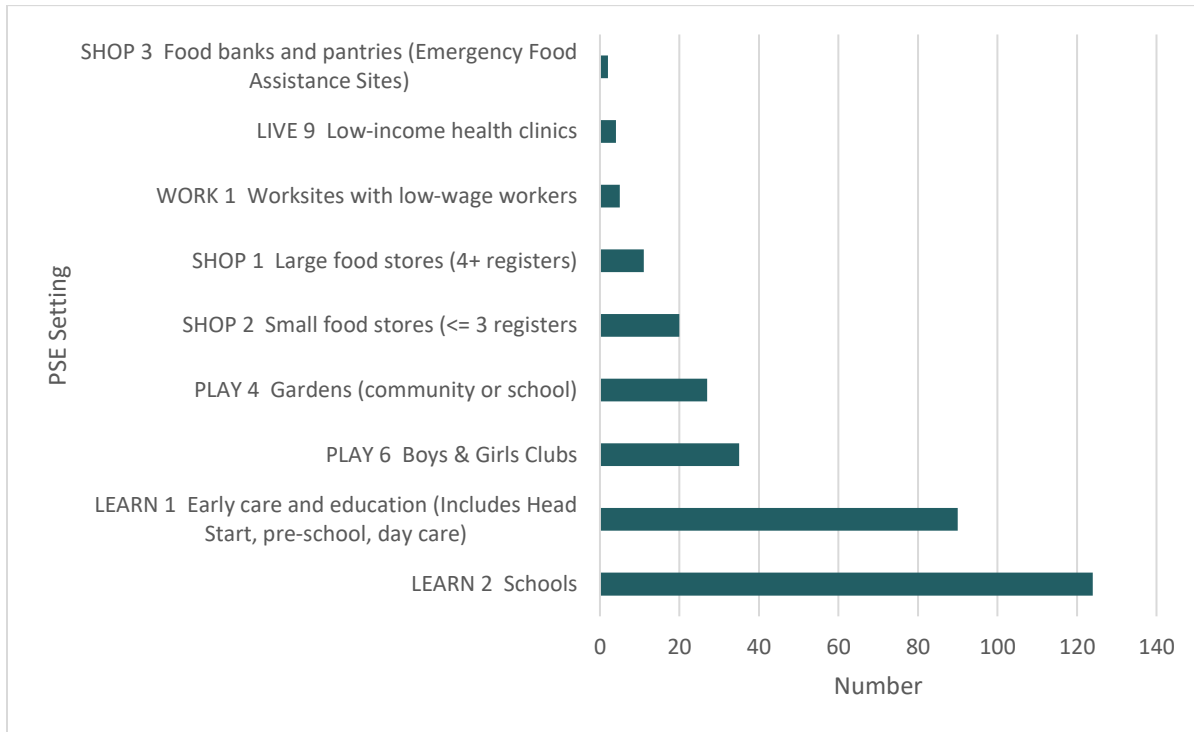 SHOP 3  Food banks and pantries (Emergency Food
Assistance Sites)
LIVE 9  Low-income health clinics
WORK 1  Worksites with low-wage workers
SHOP 1  Large food stores (4+ registers)
SHOP 2  Small food stores (<= 3 registers
PLAY 4  Gardens (community or school)
PLAY 6  Boys & Girls Clubs
LEARN 1  Early care and education (Includes Head
Start, pre-school, day care)
LEARN 2  Schools
PSE Setting
0 20 40 60 80 100 120 140
Number